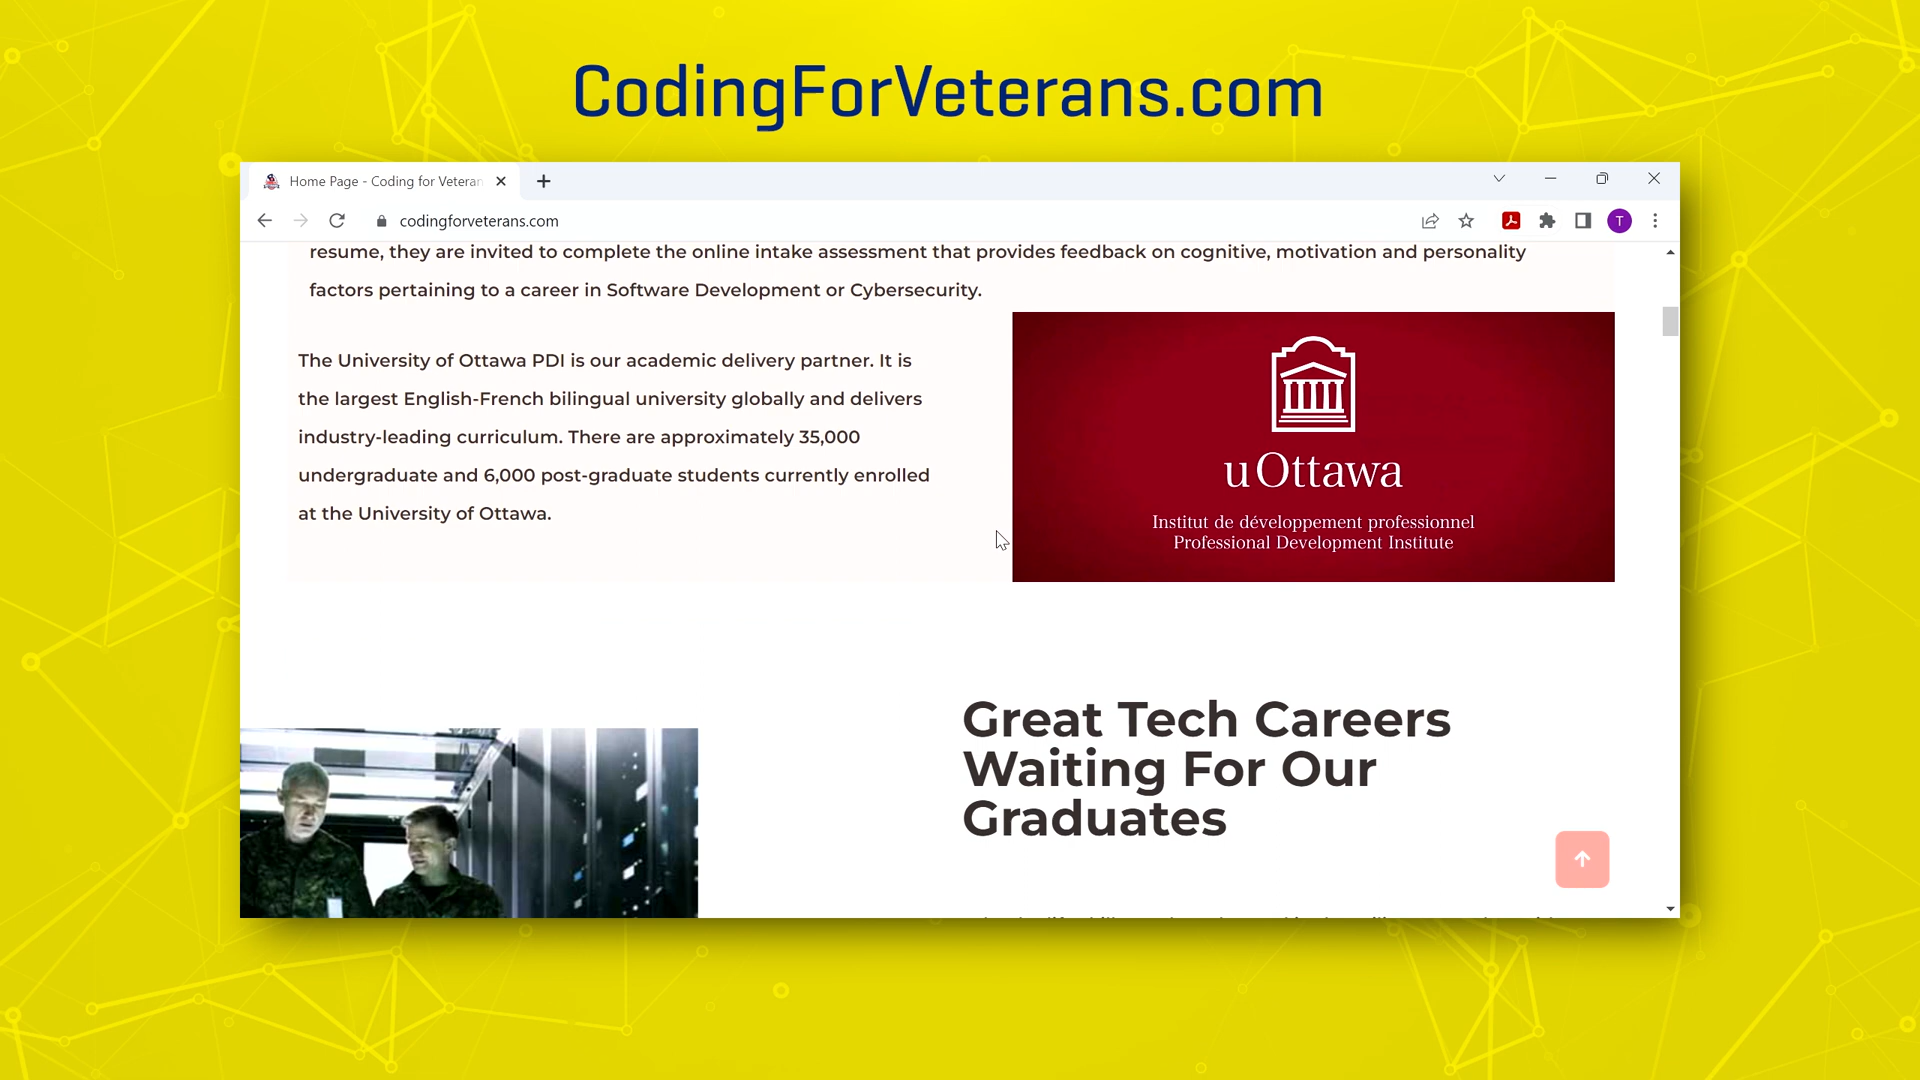 CodingForVeterans.com
Home Page - Coding for Veteran
codingforveterans.com
T
resume, they are invited to complete the online intake assessment that provides feedback on cognitive, motivation and personality
factors pertaining to a career in Software Development or Cybersecurity.
The University of Ottawa PDI is our academic delivery partner. It is
the largest English-French bilingual university globally and delivers
industry-leading curriculum. There are approximately 35,000
undergraduate and 6,000 post-graduate students currently enrolled
at the University of Ottawa.
uOttawa
Institut de développement professionnel
Professional Development Institute
Great Tech Careers
Waiting For Our
Graduates